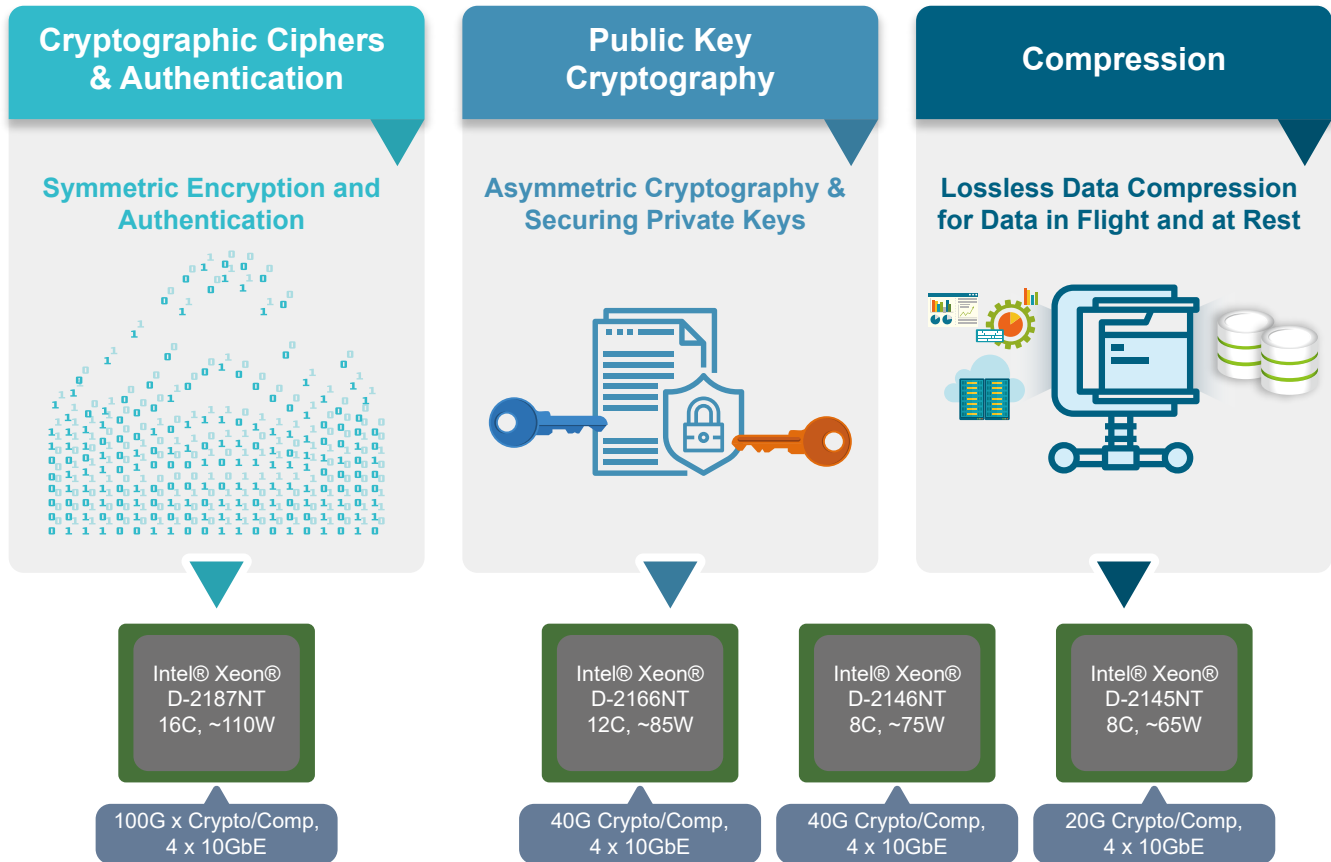 Cryptographic Ciphers
& Authentication
Symmetric Encryption and
Authentication
Public Key
Cryptography
Asymmetric Cryptography &
Securing Private Keys
Compression
Lossless Data Compression
for Data in Flight and at Rest
Intel® Xeon®
D-2187NT
16C, ~110W
100G x Crypto/Comp,
4 x 10GbE
Intel® Xeon®
D-2166NT
12C, ~85W
40G Crypto/Comp,
4 x 10GbE
Intel® Xeon®
D-2146NT
8C, ~75W
40G Crypto/Comp,
4 x 10GbE
Intel® Xeon®
D-2145NT
8C, ~65W
20G Crypto/Comp,
4 x 10GbE